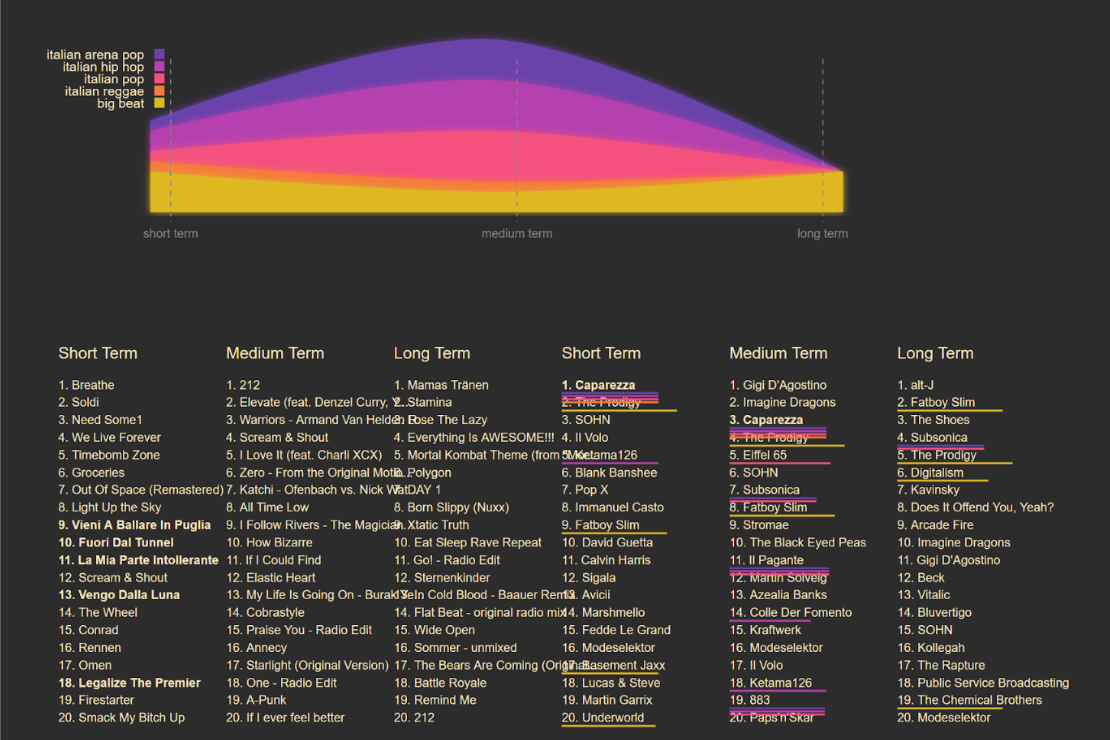 italian arena pop
italian hip hop
italian pop
italian reggae
big beat
short term
medium term
long term
Short Term
1. Breathe
2. Soldi
3. Need Some1
4. We Live Forever
5. Timebomb Zone
6. Groceries
7. Out Of Space (Remastered)
8. Light Up the Sky
9. Vieni A Ballare In Puglia
10. Fuori Dal Tunnel
11. La Mia Parte Intollerante
12. Scream & Shout
13. Vengo Dalla Luna
14. The Wheel
15. Conrad
16. Rennen
17. Omen
18. Legalize The Premier
19. Firestarter
20. Smack My Bitch Up
Medium Term
1. 212
2. Elevate (feat. Denzel Curry, Y...
3. Warriors - Armand Van Helden R...
4. Scream & Shout
5. I Love It (feat. Charli XCX)
6. Zero - From the Original Motio...
7. Katchi - Ofenbach vs. Nick Wat...
8. All Time Low
9. I Follow Rivers - The Magician...
10. How Bizarre
11. If I Could Find
12. Elastic Heart
13. My Life Is Going On - Burak Ye...
14. Cobrastyle
15. Praise You - Radio Edit
16. Annecy
17. Starlight (Original Version)
18. One - Radio Edit
19. A-Punk
20. If I ever feel better
Long Term
1. Mamas Tränen
2. Stamina
3. Rose The Lazy
4. Everything Is AWESOME!!!
5. Mortal Kombat Theme (from "Mo...
6. Polygon
7. DAY 1
8. Born Slippy (Nuxx)
9. Xtatic Truth
10. Eat Sleep Rave Repeat
11. Go! - Radio Edit
12. Sternenkinder
13. In Cold Blood - Baauer Remix
14. Flat Beat - original radio mix
15. Wide Open
16. Sommer - unmixed
17. The Bears Are Coming (Origina...
18. Battle Royale
19. Remind Me
20. 212
Short Term
1. Caparezza
2. The Prodigy
3. SOHN
4. Il Volo
5. Ketama126
6. Blank Banshee
7. Pop X
8. Immanuel Casto
9. Fatboy Slim
10. David Guetta
11. Calvin Harris
12. Sigala
13. Avicii
14. Marshmello
15. Fedde Le Grand
16. Modeselektor
17. Basement Jaxx
18. Lucas & Steve
19. Martin Garrix
20. Underworld
Medium Term
1. Gigi D'Agostino
2. Imagine Dragons
3. Caparezza
4. The Prodigy
5. Eiffel 65
6. SOHN
7. Subsonica
8. Fatboy Slim
9. Stromae
10. The Black Eyed Peas
11. Il Pagante
12. Martin Solveig
13. Azealia Banks
14. Colle Der Fomento
15. Kraftwerk
16. Modeselektor
17. Il Volo
18. Ketama126
19. 883
20. Paps'n'Skar
Long Term
1. alt-J
2. Fatboy Slim
3. The Shoes
4. Subsonica
5. The Prodigy
6. Digitalism
7. Kavinsky
8. Does It Offend You, Yeah?
9. Arcade Fire
10. Imagine Dragons
11. Gigi D'Agostino
12. Beck
13. Vitalic
14. Bluvertigo
15. SOHN
16. Kollegah
17. The Rapture
18. Public Service Broadcasting
19. The Chemical Brothers
20. Modeselektor